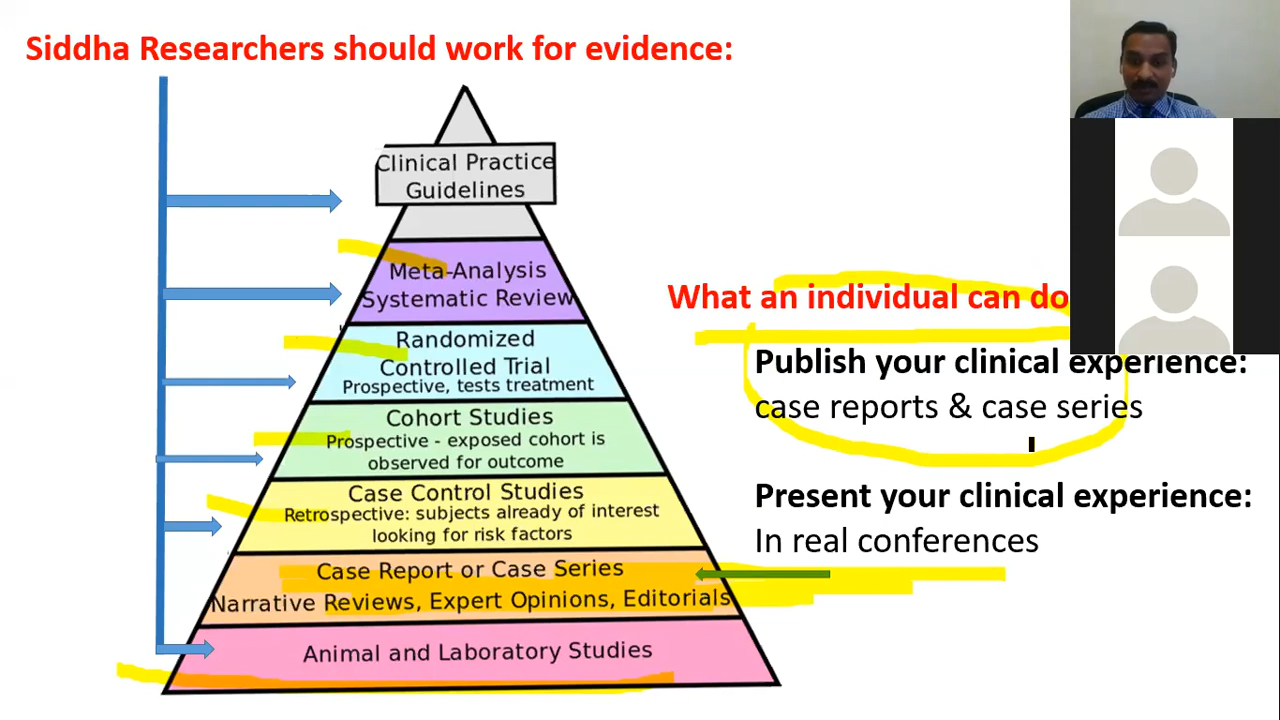 Siddha Researchers should work for evidence:
Clinical Practice
Guidelines
Meta-Analysis
Systematic Review
Randomized
Controlled Trial
Prospective, tests treatment
Cohort Studies
Prospective - exposed cohort is
observed for outcome
Case Control Studies
Retrospective: subjects already of interest
looking for risk factors
Case Report or Case Series
Narrative Reviews, Expert Opinions, Editorials
Animal and Laboratory Studies
What an individual can do
Publish your clinical experience:
case reports & case series
Present your clinical experience:
In real conferences